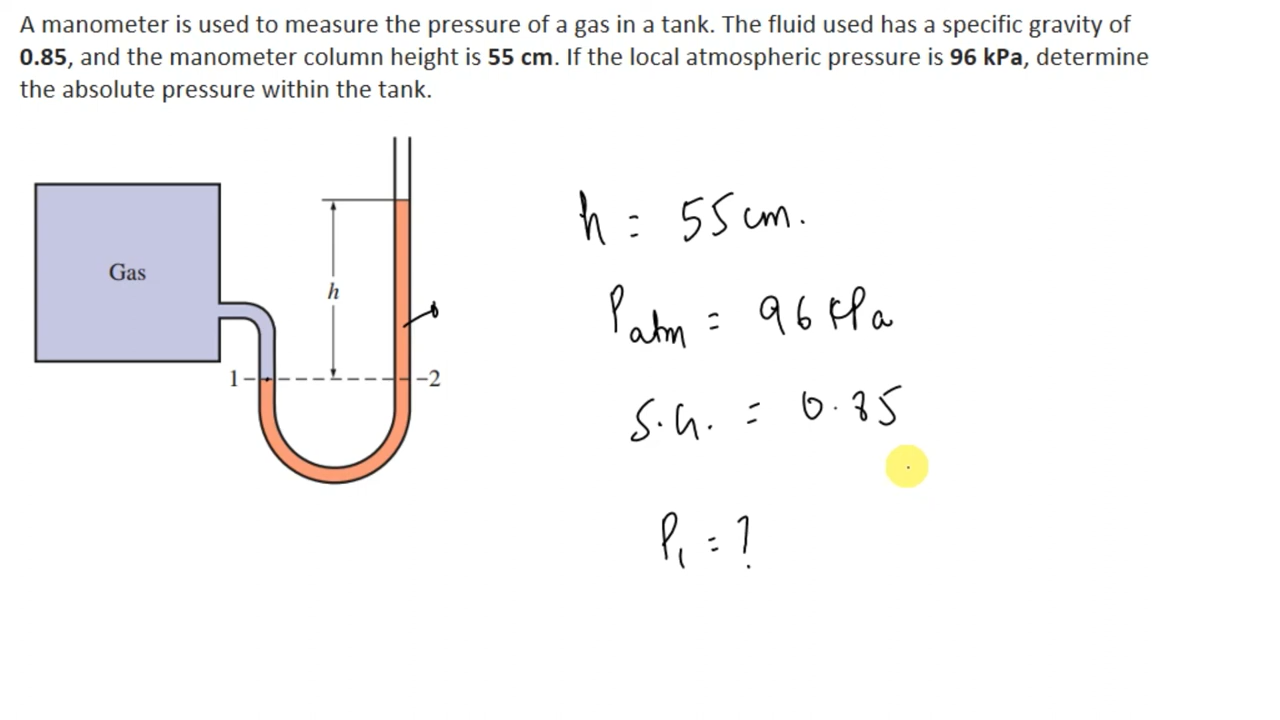 A manometer is used to measure the pressure of a gas in a tank. The fluid used has a specific gravity of
0.85, and the manometer column height is 55 cm. If the local atmospheric pressure is 96 kPa, determine
the absolute pressure within the tank.
h = 55 cm.
Gas
h
Patm = 96 kPa
1
2
S.G. = 0.85
P1 = ?